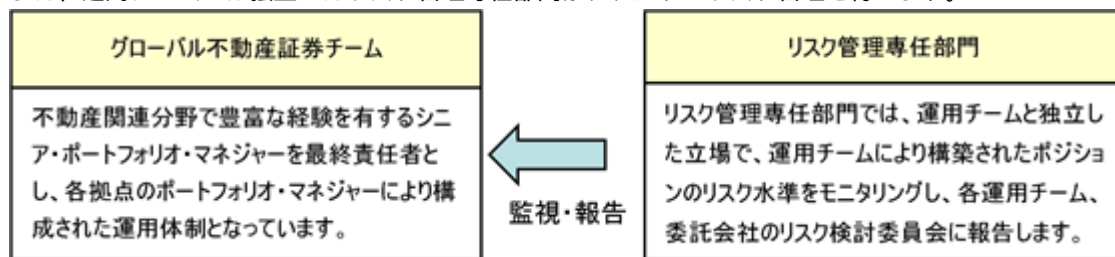 グローバル不動産証券チーム
不動産関連分野で豊富な経験を有するシニ
ア・ポートフォリオ・マネジャーを最終責任者と
し、各拠点のポートフォリオ・マネジャーにより構
成された運用体制となっています。
監視・報告
リスク管理専任部門
リスク管理専任部門では、運用チームと独立し
た立場で、運用チームにより構築されたポジショ
ンのリスク水準をモニタリングし、各運用チーム、
委託会社のリスク検討委員会に報告します。